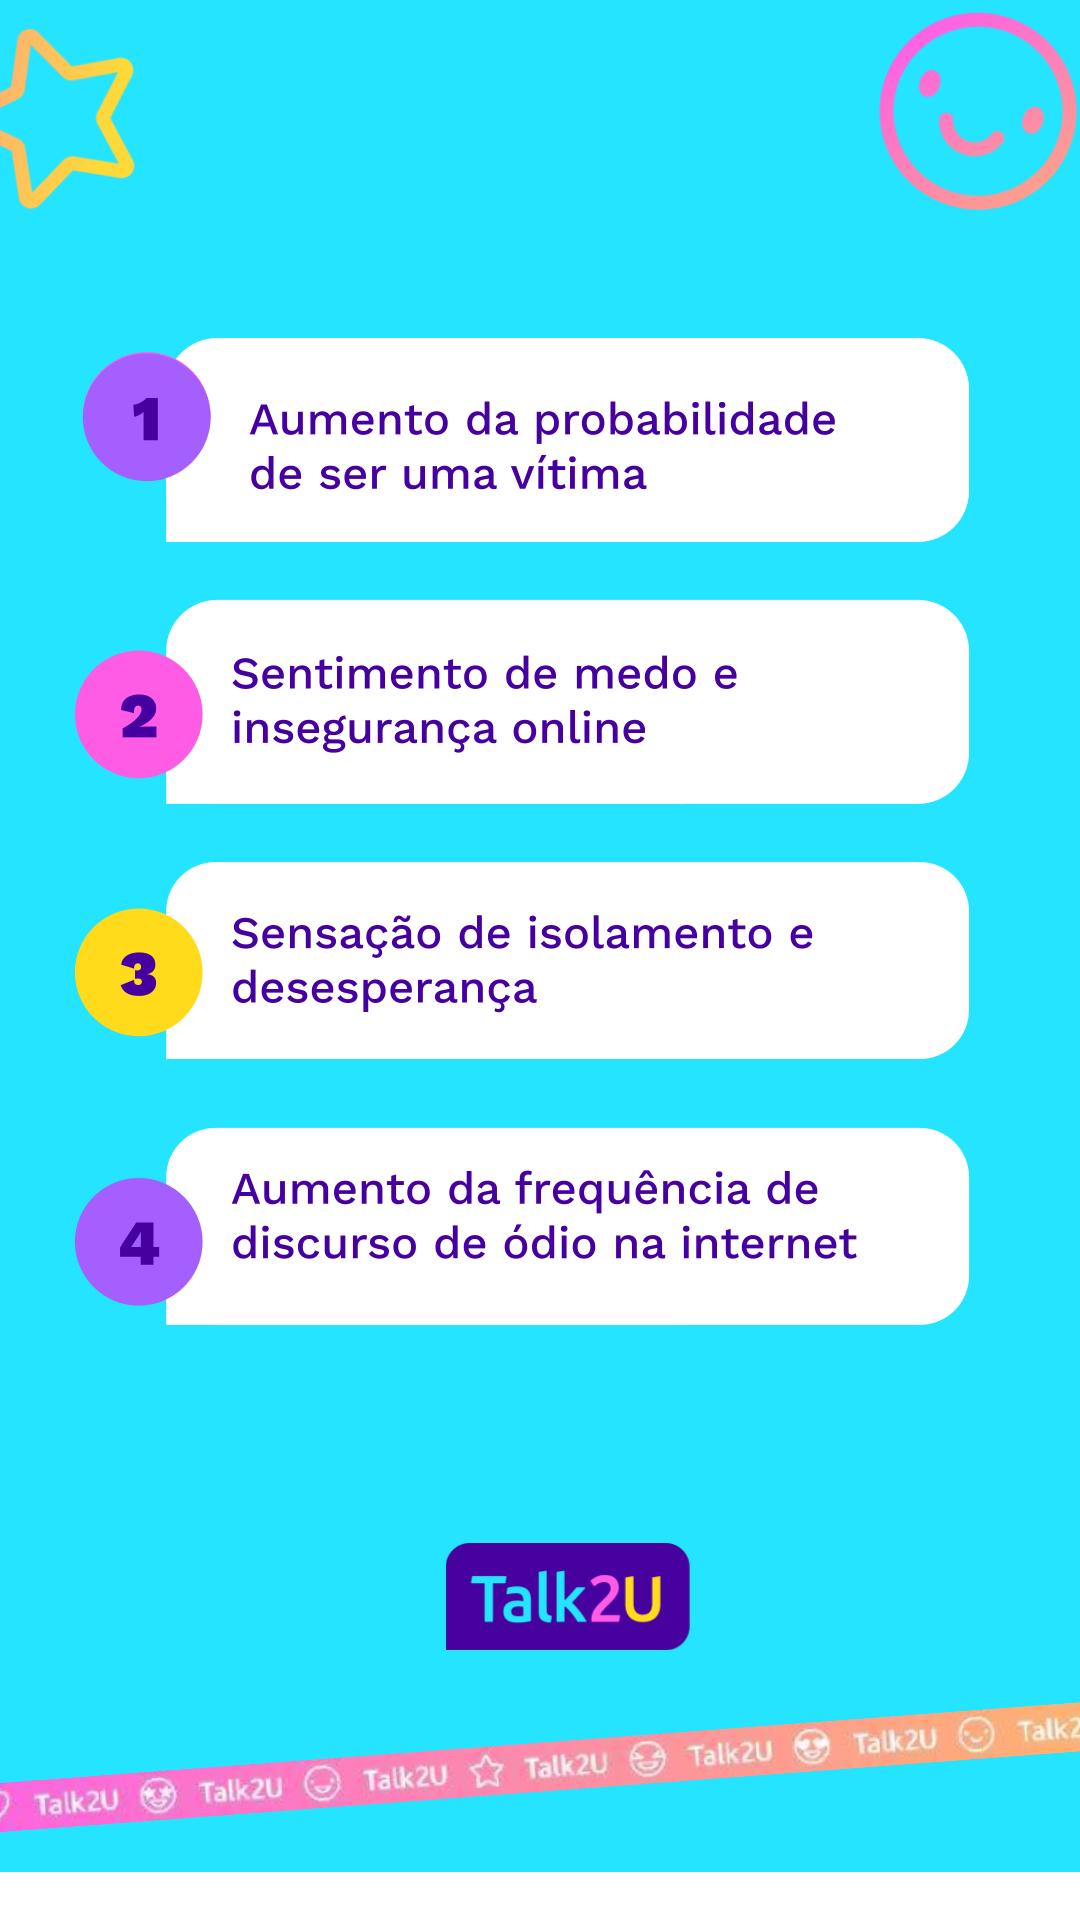 1
Aumento da probabilidade
de ser uma vítima
2
Sentimento de medo e
insegurança online
3
Sensação de isolamento e
desesperança
4
Aumento da frequência de
discurso de ódio na internet
Talk2U
Talk2U Talk2U Talk2U Talk2U Talk2U Talk2U Talk2